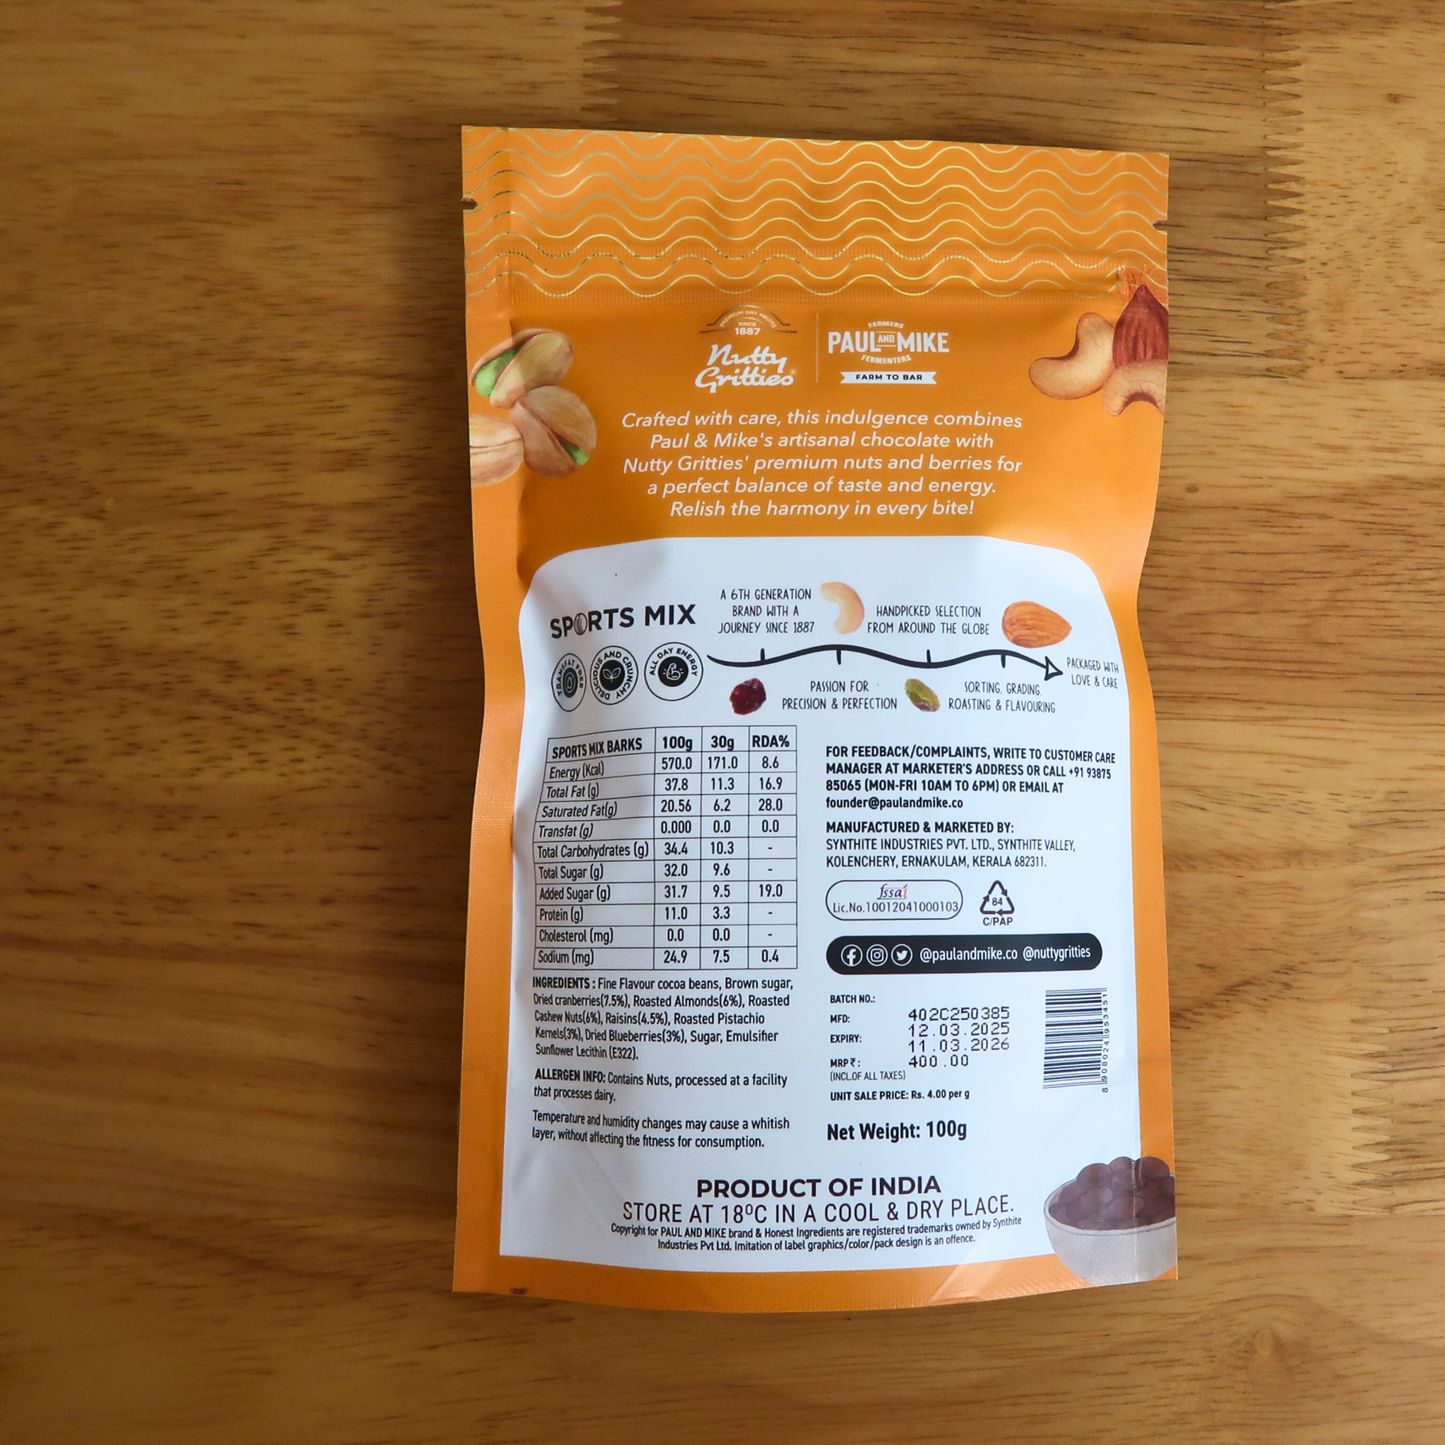 PREMIUM DRY FRUITS
SINCE
1887
Nutty
Gritties®
FARMERS
PAUL AND MIKE
FERMENTERS
FARM TO BAR
Crafted with care, this indulgence combines
Paul & Mike's artisanal chocolate with
Nutty Gritties' premium nuts and berries for
a perfect balance of taste and energy.
Relish the harmony in every bite!
SPORTS MIX
TRANSFAT FREE
DELICIOUS AND CRUNCHY
ALL DAY ENERGY
A 6TH GENERATION
BRAND WITH A
JOURNEY SINCE 1887
HANDPICKED SELECTION
FROM AROUND THE GLOBE
PACKAGED WITH
LOVE & CARE
PASSION FOR
PRECISION & PERFECTION
SORTING, GRADING,
ROASTING & FLAVOURING
SPORTS MIX BARKS 100g 30g RDA%
Energy (Kcal) 570.0 171.0 8.6
Total Fat (g) 37.8 11.3 16.9
Saturated Fat(g) 20.56 6.2 28.0
Transfat (g) 0.000 0.0 0.0
Total Carbohydrates (g) 34.4 10.3 -
Total Sugar (g) 32.0 9.6 -
Added Sugar (g) 31.7 9.5 19.0
Protein (g) 11.0 3.3 -
Cholesterol (mg) 0.0 0.0 -
Sodium (mg) 24.9 7.5 0.4
INGREDIENTS : Fine Flavour cocoa beans, Brown sugar,
Dried cranberries(7.5%), Roasted Almonds(6%), Roasted
Cashew Nuts(6%), Raisins(4.5%), Roasted Pistachio
Kernels(3%), Dried Blueberries(3%), Sugar, Emulsifier
Sunflower Lecithin (E322).
ALLERGEN INFO: Contains Nuts, processed at a facility
that processes dairy.
Temperature and humidity changes may cause a whitish
layer, without affecting the fitness for consumption.
FOR FEEDBACK/COMPLAINTS, WRITE TO CUSTOMER CARE
MANAGER AT MARKETER'S ADDRESS OR CALL +91 93875
85065 (MON-FRI 10AM TO 6PM) OR EMAIL AT
founder@paulandmike.co
MANUFACTURED & MARKETED BY:
SYNTHITE INDUSTRIES PVT. LTD., SYNTHITE VALLEY,
KOLENCHERY, ERNAKULAM, KERALA 682311.
fssai
Lic.No.10012041000103
84
C/PAP
@paulandmike.co @nuttygritties
BATCH NO.: 402C250385
MFD: 12.03.2025
EXPIRY: 11.03.2026
MRP ₹ : 400.00
(INCL.OF ALL TAXES)
UNIT SALE PRICE: Rs. 4.00 per g
8 908024 953451
Net Weight: 100g
PRODUCT OF INDIA
STORE AT 18ºC IN A COOL & DRY PLACE.
Copyright for PAUL AND MIKE brand & Honest Ingredients are registered trademarks owned by Synthite
Industries Pvt Ltd. Imitation of label graphics/color/pack design is an offence.